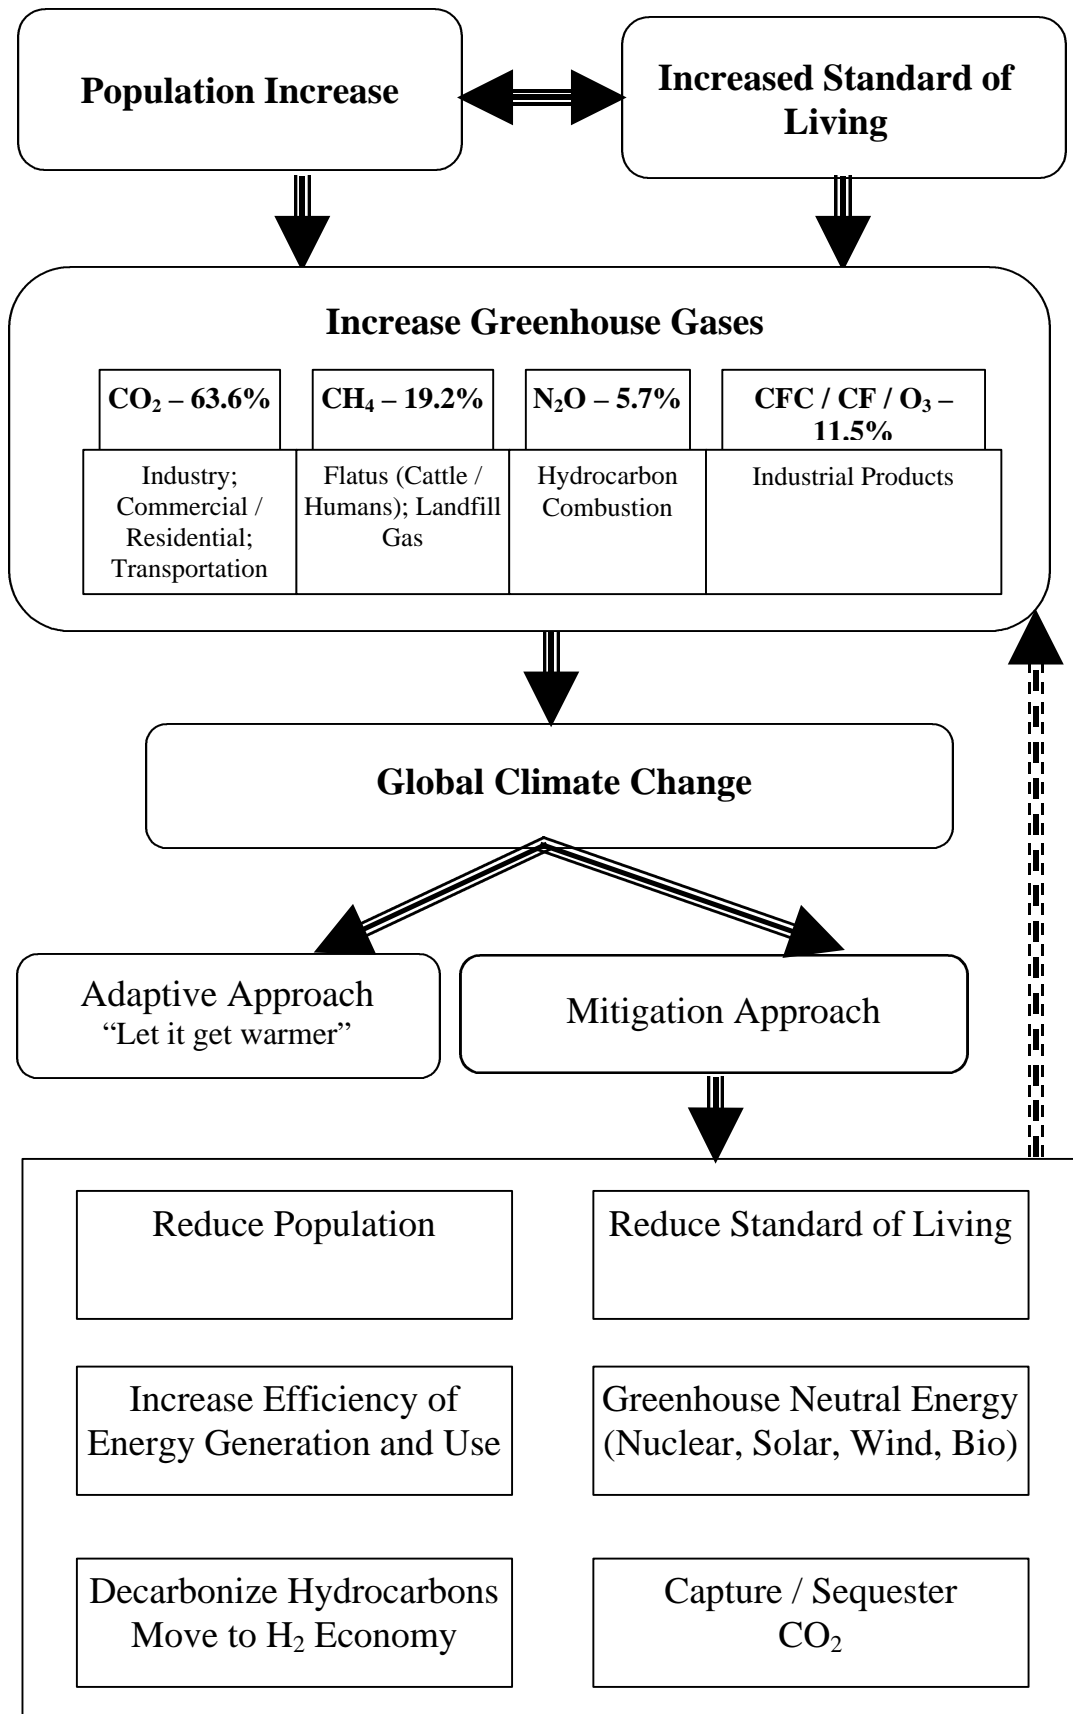 Population Increase
Increased Standard of
Living
Increase Greenhouse Gases
CO₂ – 63.6%
CH₄ – 19.2%
N₂O – 5.7%
CFC / CF / O₃ –
11.5%
Industry;
Commercial /
Residential;
Transportation
Flatus (Cattle /
Humans); Landfill
Gas
Hydrocarbon
Combustion
Industrial Products
Global Climate Change
Adaptive Approach
“Let it get warmer”
Mitigation Approach
Reduce Population
Reduce Standard of Living
Increase Efficiency of
Energy Generation and Use
Greenhouse Neutral Energy
(Nuclear, Solar, Wind, Bio)
Decarbonize Hydrocarbons
Move to H₂ Economy
Capture / Sequester
CO₂